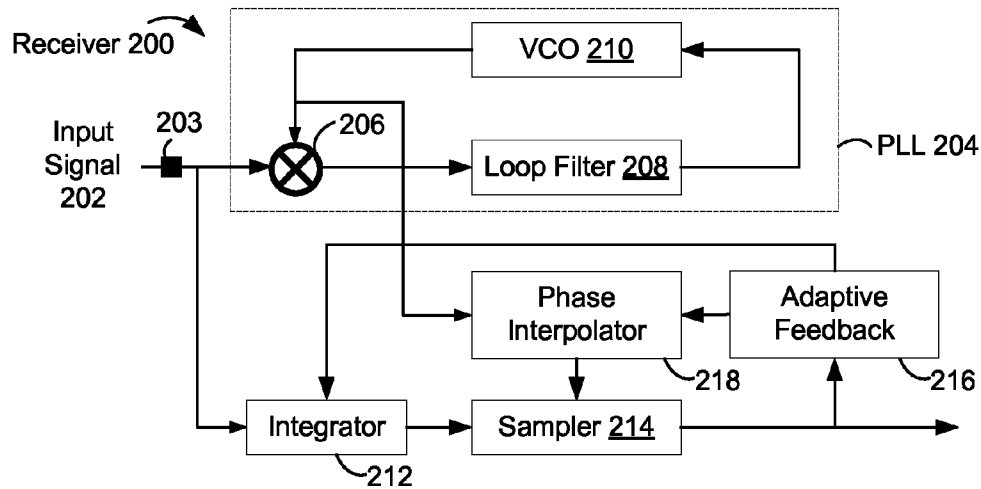 Receiver 200
VCO 210
203
206
Input
Signal
202
Loop Filter 208
PLL 204
Phase
Interpolator
Adaptive
Feedback
218
216
Integrator
Sampler 214
212